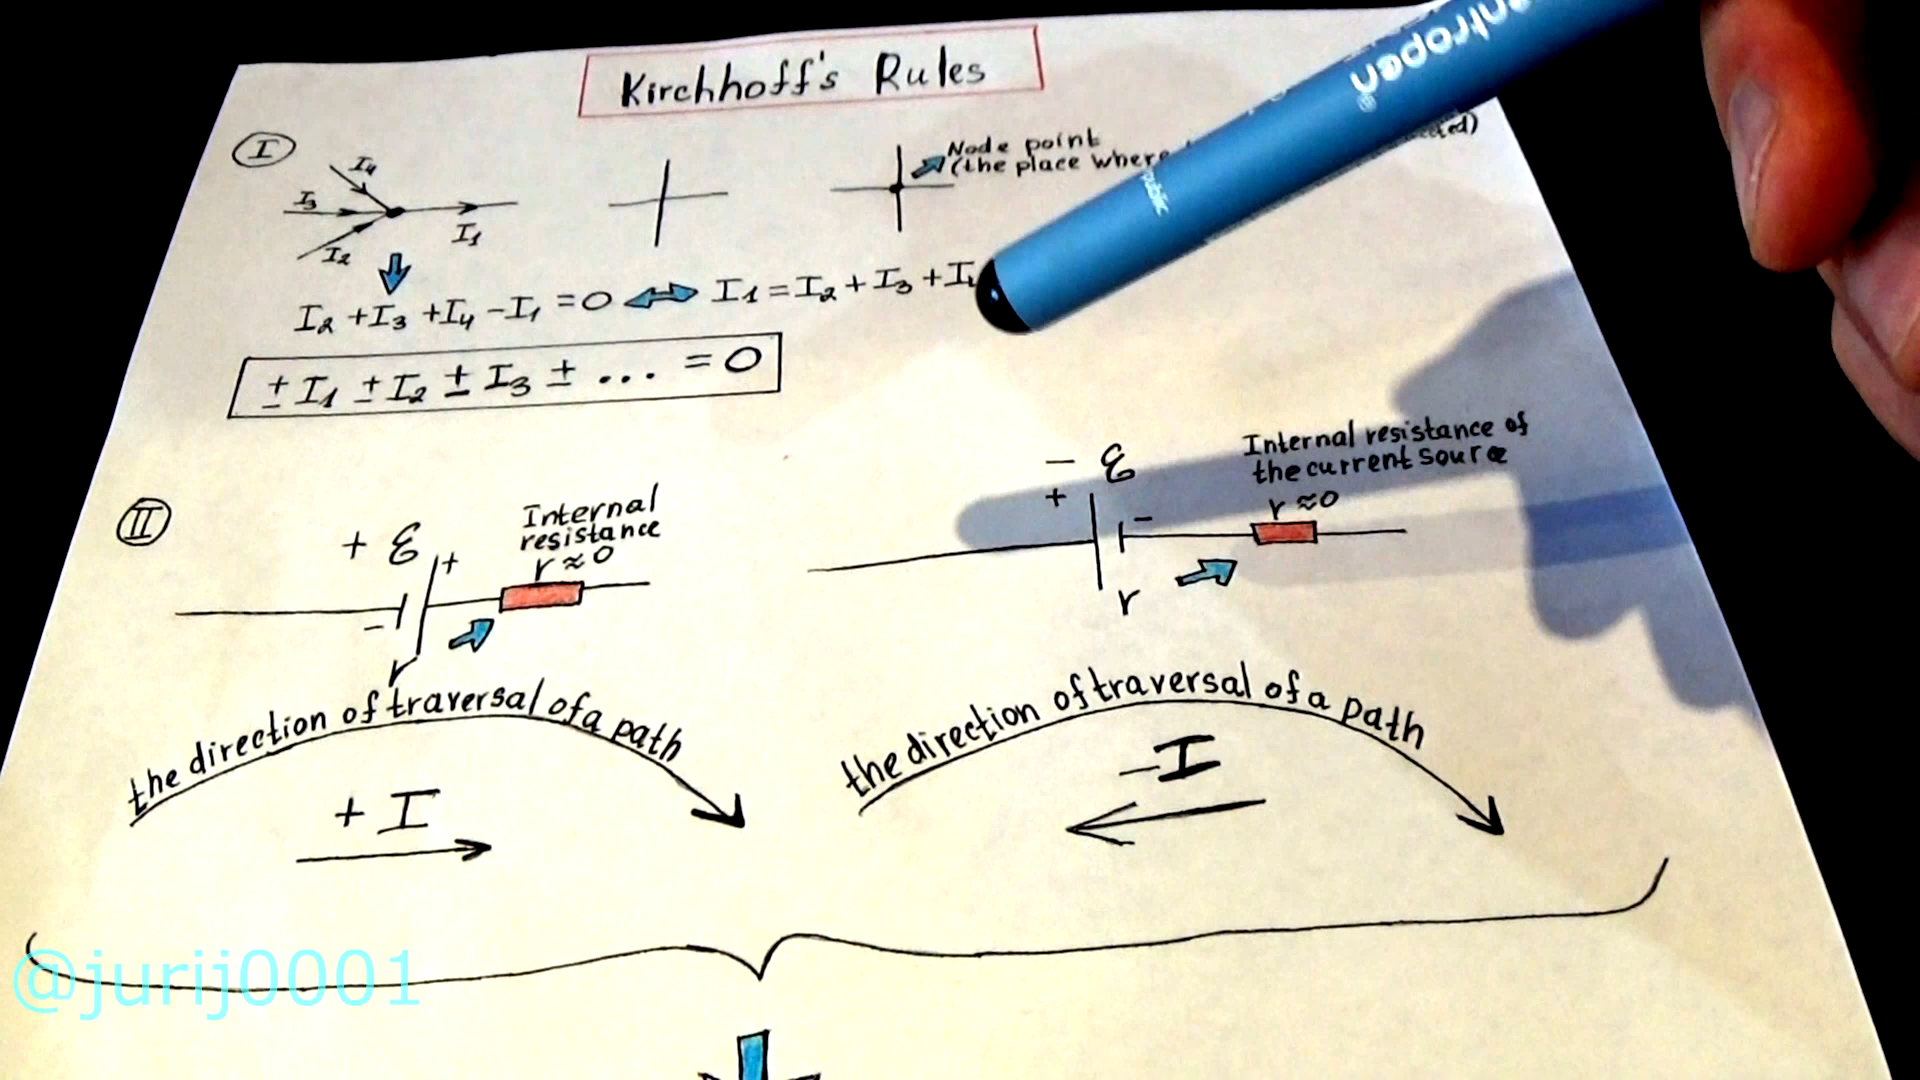 Kirchhoff's Rules
I
I₄
I₃
I₂
I₁
Node point
(the place where
I₂ + I₃ + I₄ - I₁ = 0
I₁ = I₂ + I₃ + I
± I₁ ± I₂ ± I₃ ± ... = 0
II
+ ℰ
+
-
r
Internal
resistance
r ≈ 0
the direction of traversal of a path
+ I
- ℰ
+
-
r
Internal resistance of
the current source
r ≈ 0
the direction of traversal of a path
-I
entropen®
public
@jurij0001